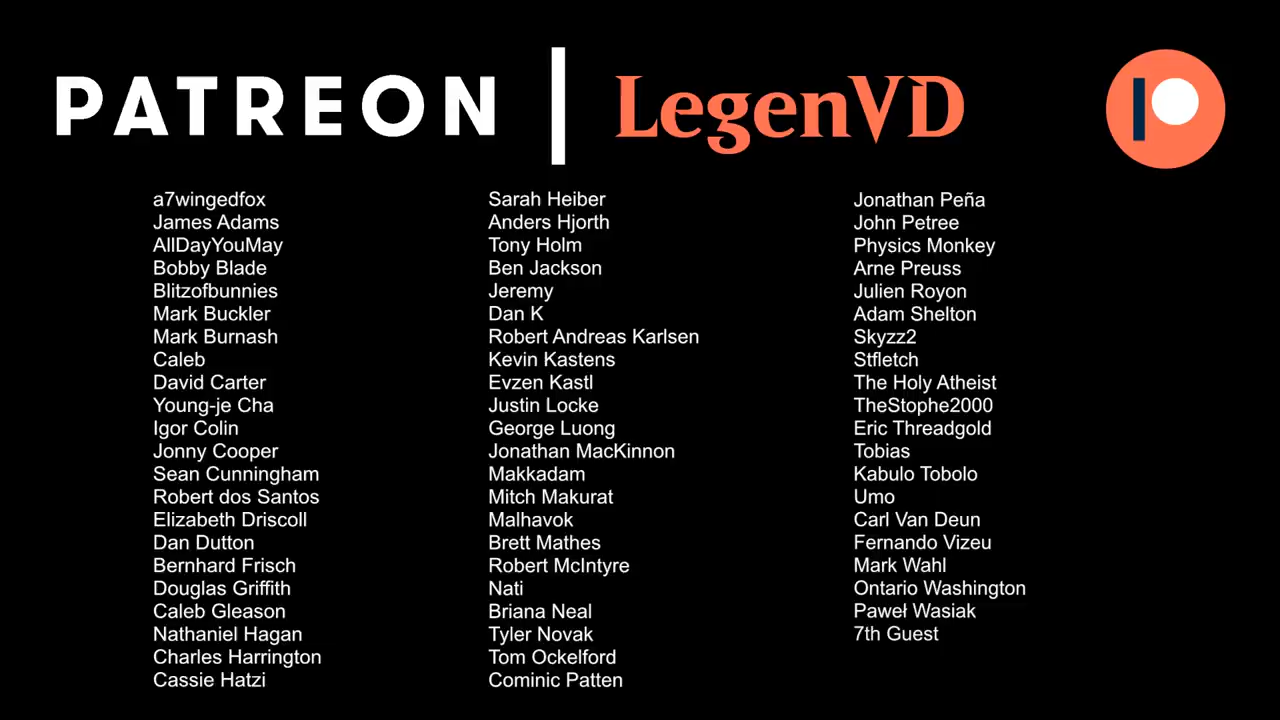 PATREON | LegenVD
a7wingedfox
James Adams
AllDayYouMay
Bobby Blade
Blitzofbunnies
Mark Buckler
Mark Burnash
Caleb
David Carter
Young-je Cha
Igor Colin
Jonny Cooper
Sean Cunningham
Robert dos Santos
Elizabeth Driscoll
Dan Dutton
Bernhard Frisch
Douglas Griffith
Caleb Gleason
Nathaniel Hagan
Charles Harrington
Cassie Hatzi
Sarah Heiber
Anders Hjorth
Tony Holm
Ben Jackson
Jeremy
Dan K
Robert Andreas Karlsen
Kevin Kastens
Evzen Kastl
Justin Locke
George Luong
Jonathan MacKinnon
Makkadam
Mitch Makurat
Malhavok
Brett Mathes
Robert McIntyre
Nati
Briana Neal
Tyler Novak
Tom Ockelford
Cominic Patten
Jonathan Peña
John Petree
Physics Monkey
Arne Preuss
Julien Royon
Adam Shelton
Skyzz2
Stfletch
The Holy Atheist
TheStophe2000
Eric Threadgold
Tobias
Kabulo Tobolo
Umo
Carl Van Deun
Fernando Vizeu
Mark Wahl
Ontario Washington
Paweł Wasiak
7th Guest